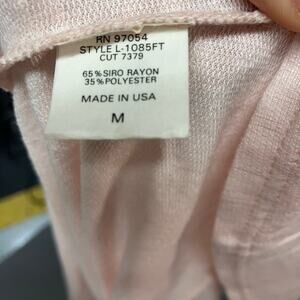 RN 97054
STYLE L-1085FT
CUT 7379
65% SIRO RAYON
35% POLYESTER
MADE IN USA
M